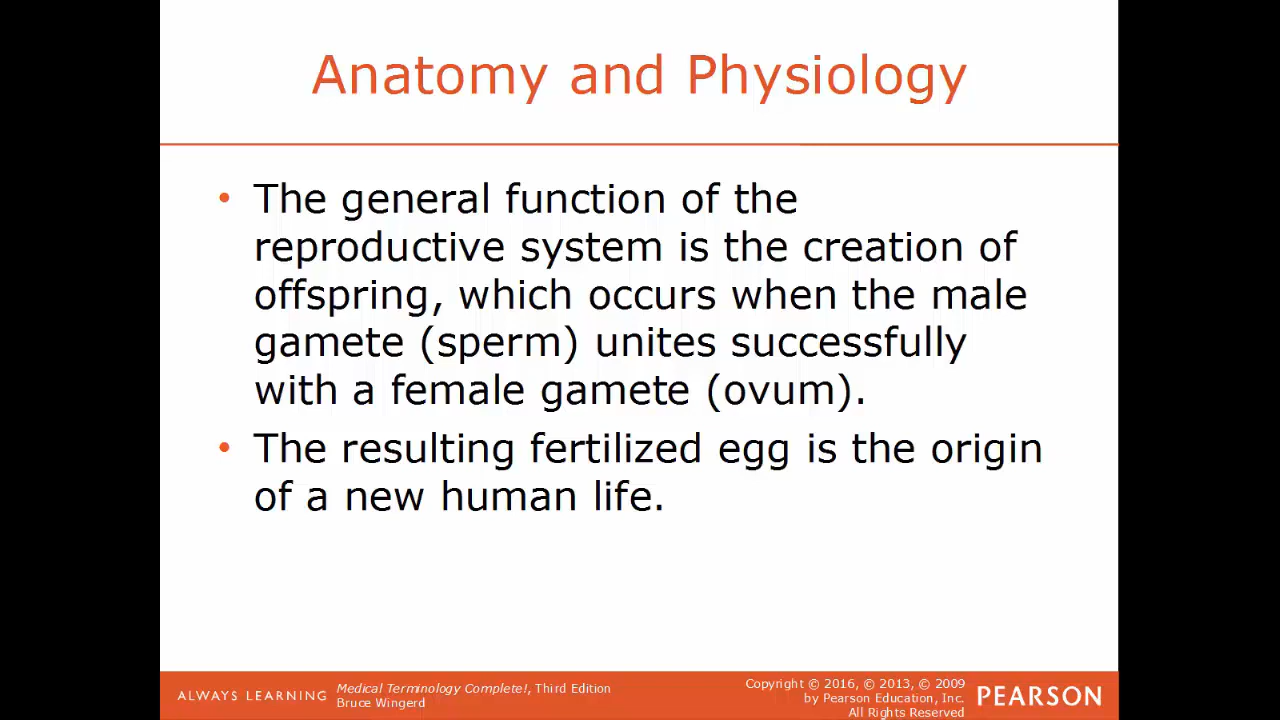 Anatomy and Physiology
• The general function of the
reproductive system is the creation of
offspring, which occurs when the male
gamete (sperm) unites successfully
with a female gamete (ovum).
• The resulting fertilized egg is the origin
of a new human life.
ALWAYS LEARNING
Medical Terminology Complete!, Third Edition
Bruce Wingerd
Copyright © 2016, © 2013, © 2009
by Pearson Education, Inc.
All Rights Reserved
PEARSON